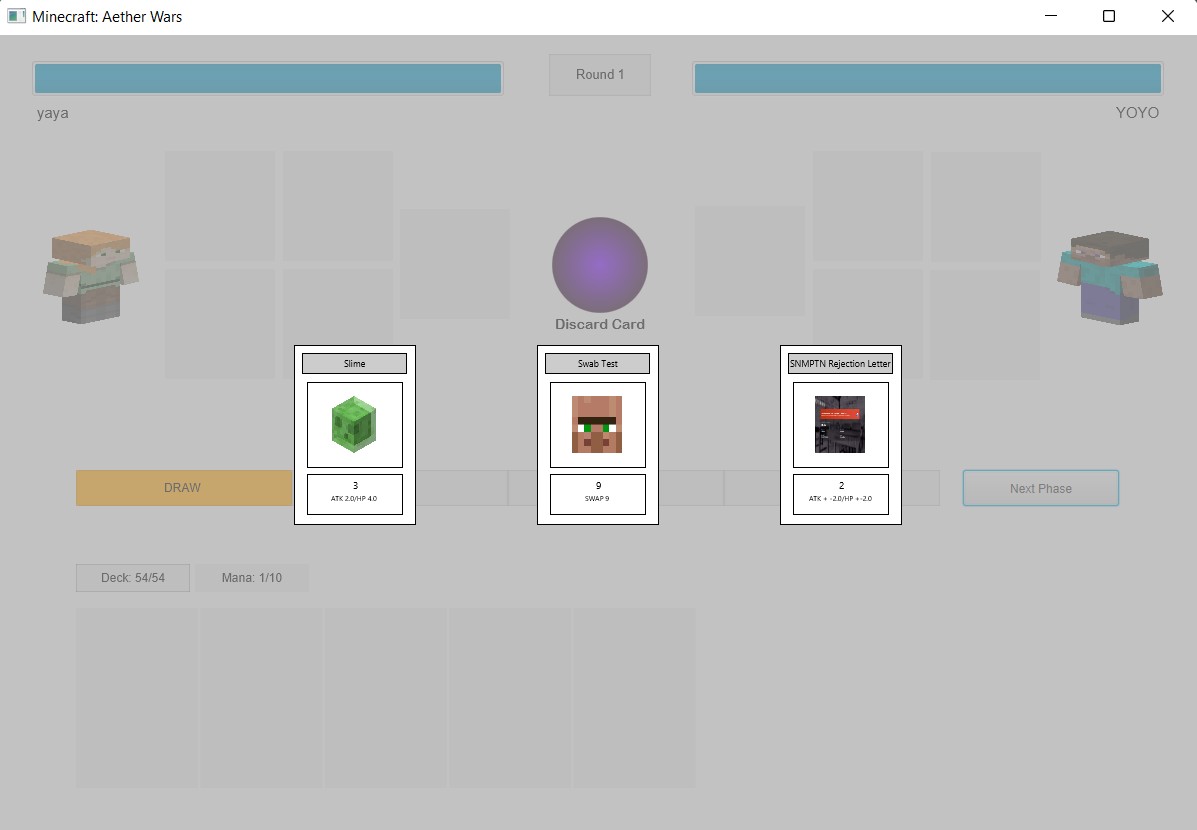 Minecraft: Aether Wars
Round 1
yaya
YOYO
Discard Card
Slime
3
ATK 2.0/HP 4.0
Swab Test
9
SWAP 9
SNMPTN Rejection Letter
2
ATK + -2.0/HP +-2.0
DRAW
Next Phase
Deck: 54/54
Mana: 1/10